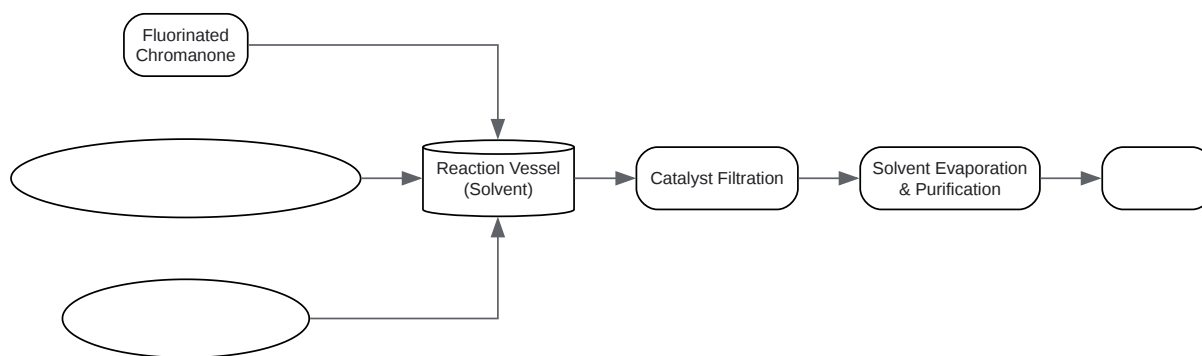 Fluorinated
Chromanone
Reaction Vessel
(Solvent)
Catalyst Filtration
Solvent Evaporation
& Purification